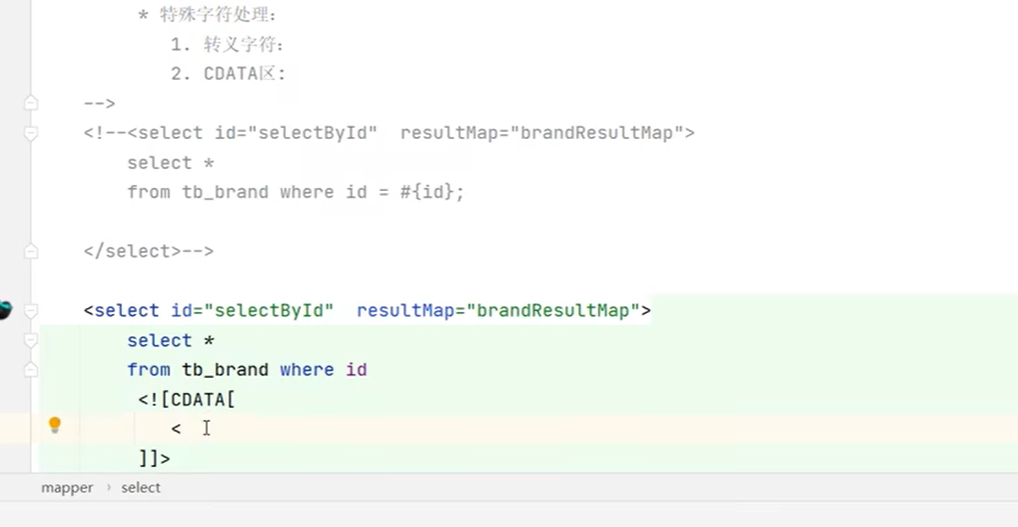 * 特殊字符处理:
1. 转义字符:
2. CDATA区:
-->
<!--<select id="selectById"  resultMap="brandResultMap">
select *
from tb_brand where id = #{id};
</select>-->
<select id="selectById"  resultMap="brandResultMap">
select *
from tb_brand where id
<![CDATA[
<
]]>
mapper › select